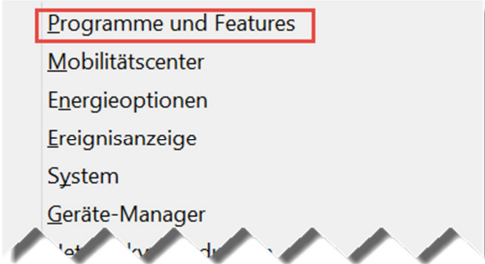 Programme und Features
Mobilitätscenter
Energieoptionen
Ereignisanzeige
System
Geräte-Manager